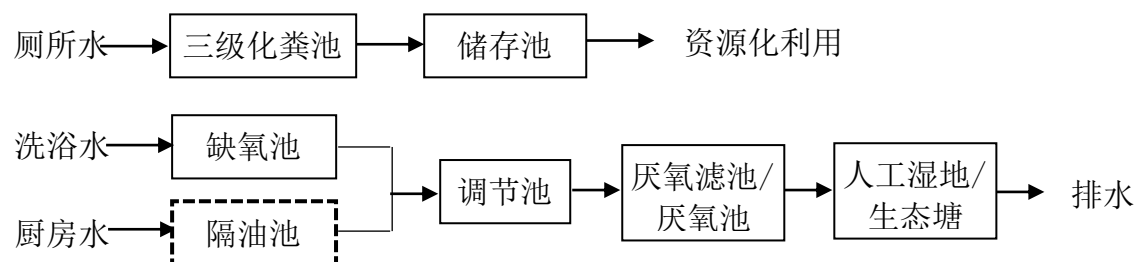 厕所水
三级化粪池
储存池
资源化利用
洗浴水
缺氧池
厨房水
隔油池
调节池
厌氧滤池/
厌氧池
人工湿地/
生态塘
排水